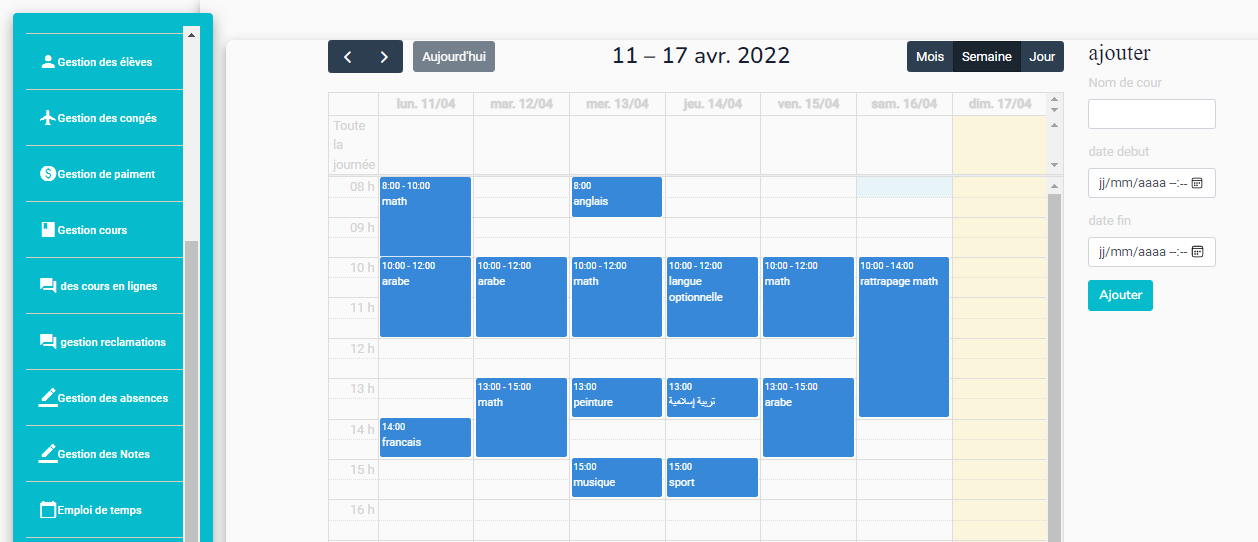 Gestion des élèves
Gestion des congés
Gestion de paiment
Gestion cours
des cours en lignes
gestion reclamations
Gestion des absences
Gestion des Notes
Emploi de temps
Aujourd'hui
11 – 17 avr. 2022
Mois Semaine Jour
lun. 11/04 mar. 12/04 mer. 13/04 jeu. 14/04 ven. 15/04 sam. 16/04 dim. 17/04
Toute
la
journée
08 h
09 h
10 h
11 h
12 h
13 h
14 h
15 h
16 h
8:00 - 10:00
math
10:00 - 12:00
arabe
14:00
francais
10:00 - 12:00
arabe
13:00 - 15:00
math
8:00
anglais
10:00 - 12:00
math
13:00
peinture
15:00
musique
10:00 - 12:00
langue
optionnelle
13:00
تربية إسلامية
15:00
sport
10:00 - 12:00
math
13:00 - 15:00
arabe
10:00 - 14:00
rattrapage math
ajouter
Nom de cour
date debut
jj/mm/aaaa --:--
date fin
jj/mm/aaaa --:--
Ajouter